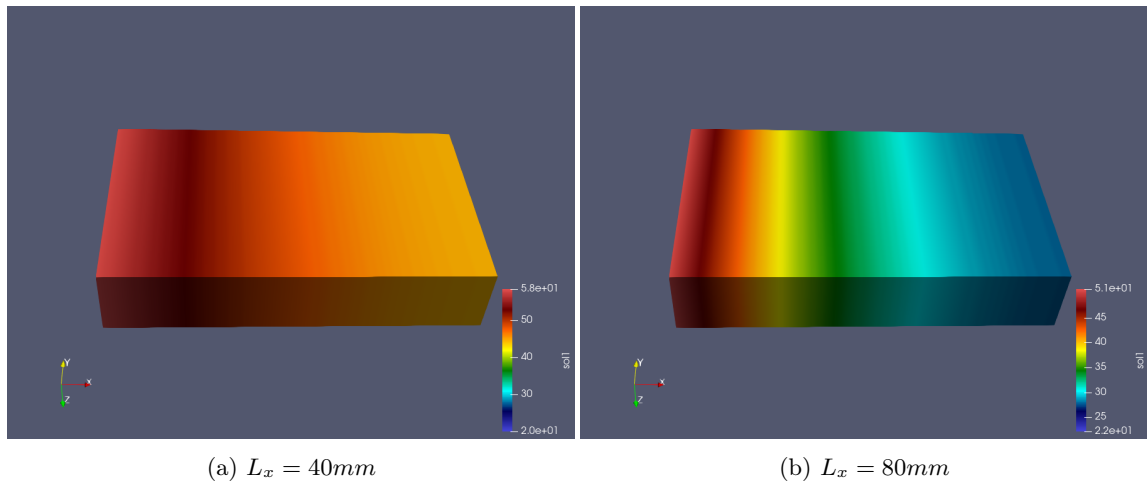 5.8e+01
50
40
30
2.0e+01
sol1
Y
X
Z
5.1e+01
45
40
35
30
25
2.2e+01
sol1
Y
X
Z
(a) L_x = 40mm
(b) L_x = 80mm